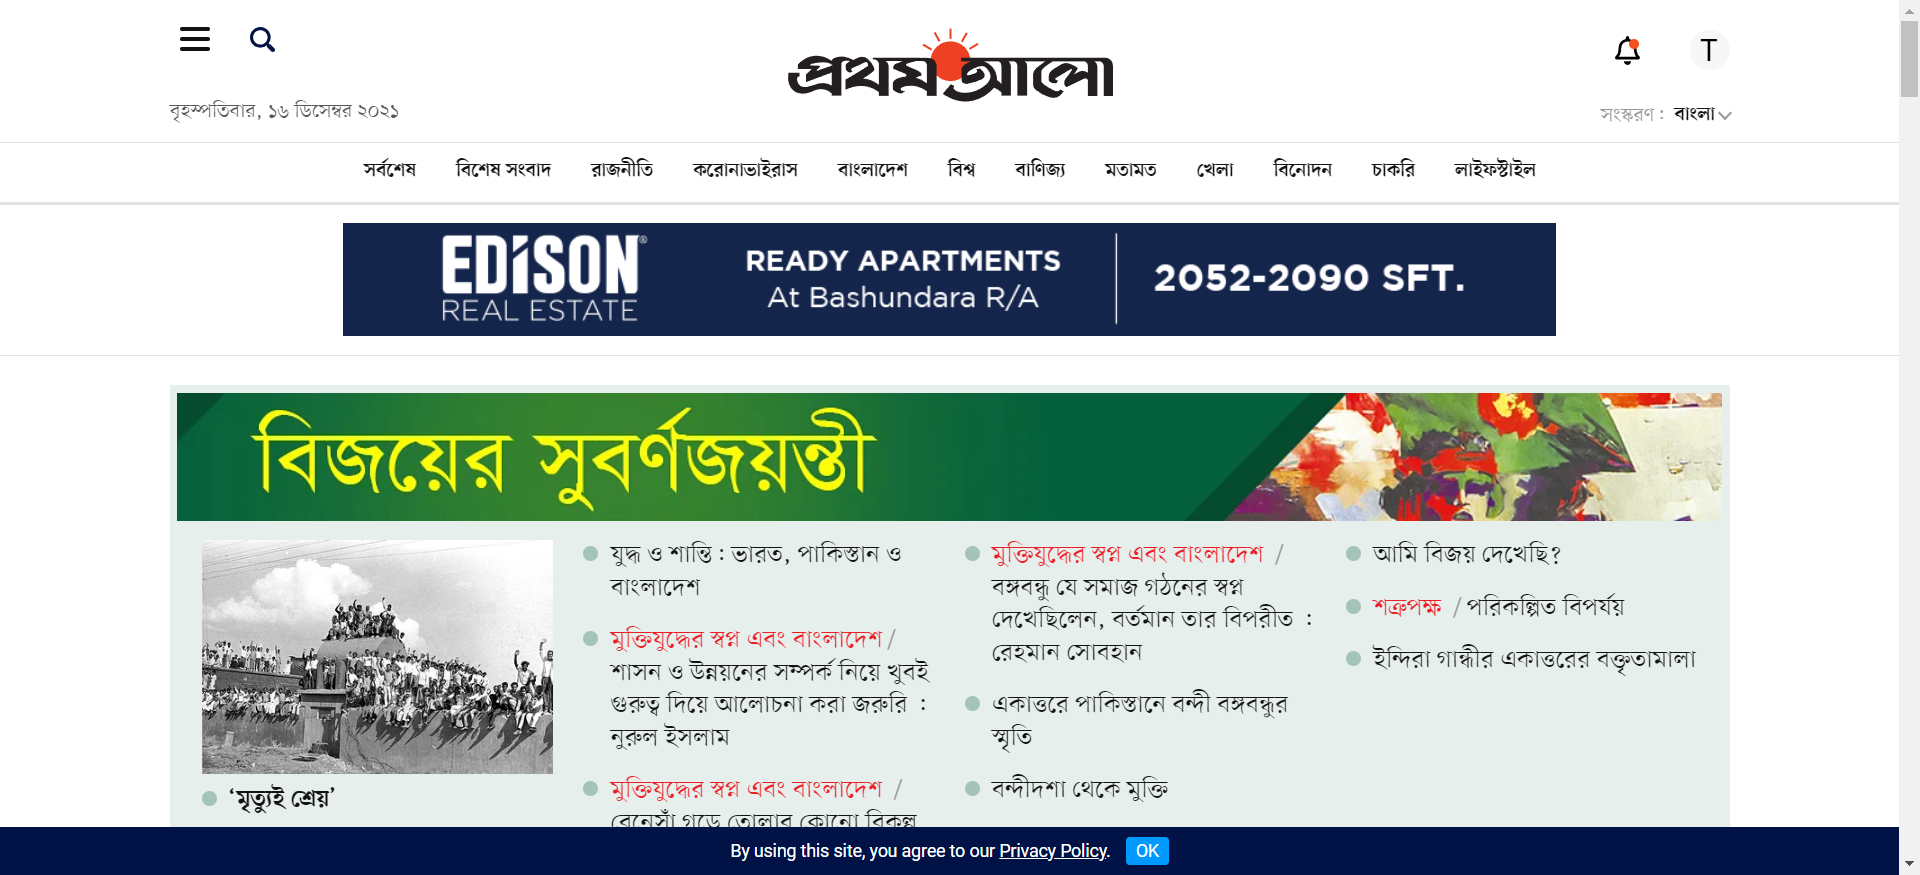 প্রথম আলো
T
বৃহস্পতিবার, ১৬ ডিসেম্বর ২০২১
সংস্করণ : বাংলা
সর্বশেষ বিশেষ সংবাদ রাজনীতি করোনাভাইরাস বাংলাদেশ বিশ্ব বাণিজ্য মতামত খেলা বিনোদন চাকরি লাইফস্টাইল
EDISON®
REAL ESTATE
READY APARTMENTS
At Bashundara R/A
2052-2090 SFT.
বিজয়ের সুবর্ণজয়ন্তী
‘মৃত্যুই শ্রেয়’
যুদ্ধ ও শান্তি : ভারত, পাকিস্তান ও
বাংলাদেশ
মুক্তিযুদ্ধের স্বপ্ন এবং বাংলাদেশ /
শাসন ও উন্নয়নের সম্পর্ক নিয়ে খুবই
গুরুত্ব দিয়ে আলোচনা করা জরুরি :
নুরুল ইসলাম
মুক্তিযুদ্ধের স্বপ্ন এবং বাংলাদেশ /
রেনেসাঁ গড়ে তোলার কোনো বিকল্প
মুক্তিযুদ্ধের স্বপ্ন এবং বাংলাদেশ /
বঙ্গবন্ধু যে সমাজ গঠনের স্বপ্ন
দেখেছিলেন, বর্তমান তার বিপরীত :
রেহমান সোবহান
একাত্তরে পাকিস্তানে বন্দী বঙ্গবন্ধুর
স্মৃতি
বন্দীদশা থেকে মুক্তি
আমি বিজয় দেখেছি?
শত্রুপক্ষ / পরিকল্পিত বিপর্যয়
ইন্দিরা গান্ধীর একাত্তরের বক্তৃতামালা
By using this site, you agree to our Privacy Policy. OK